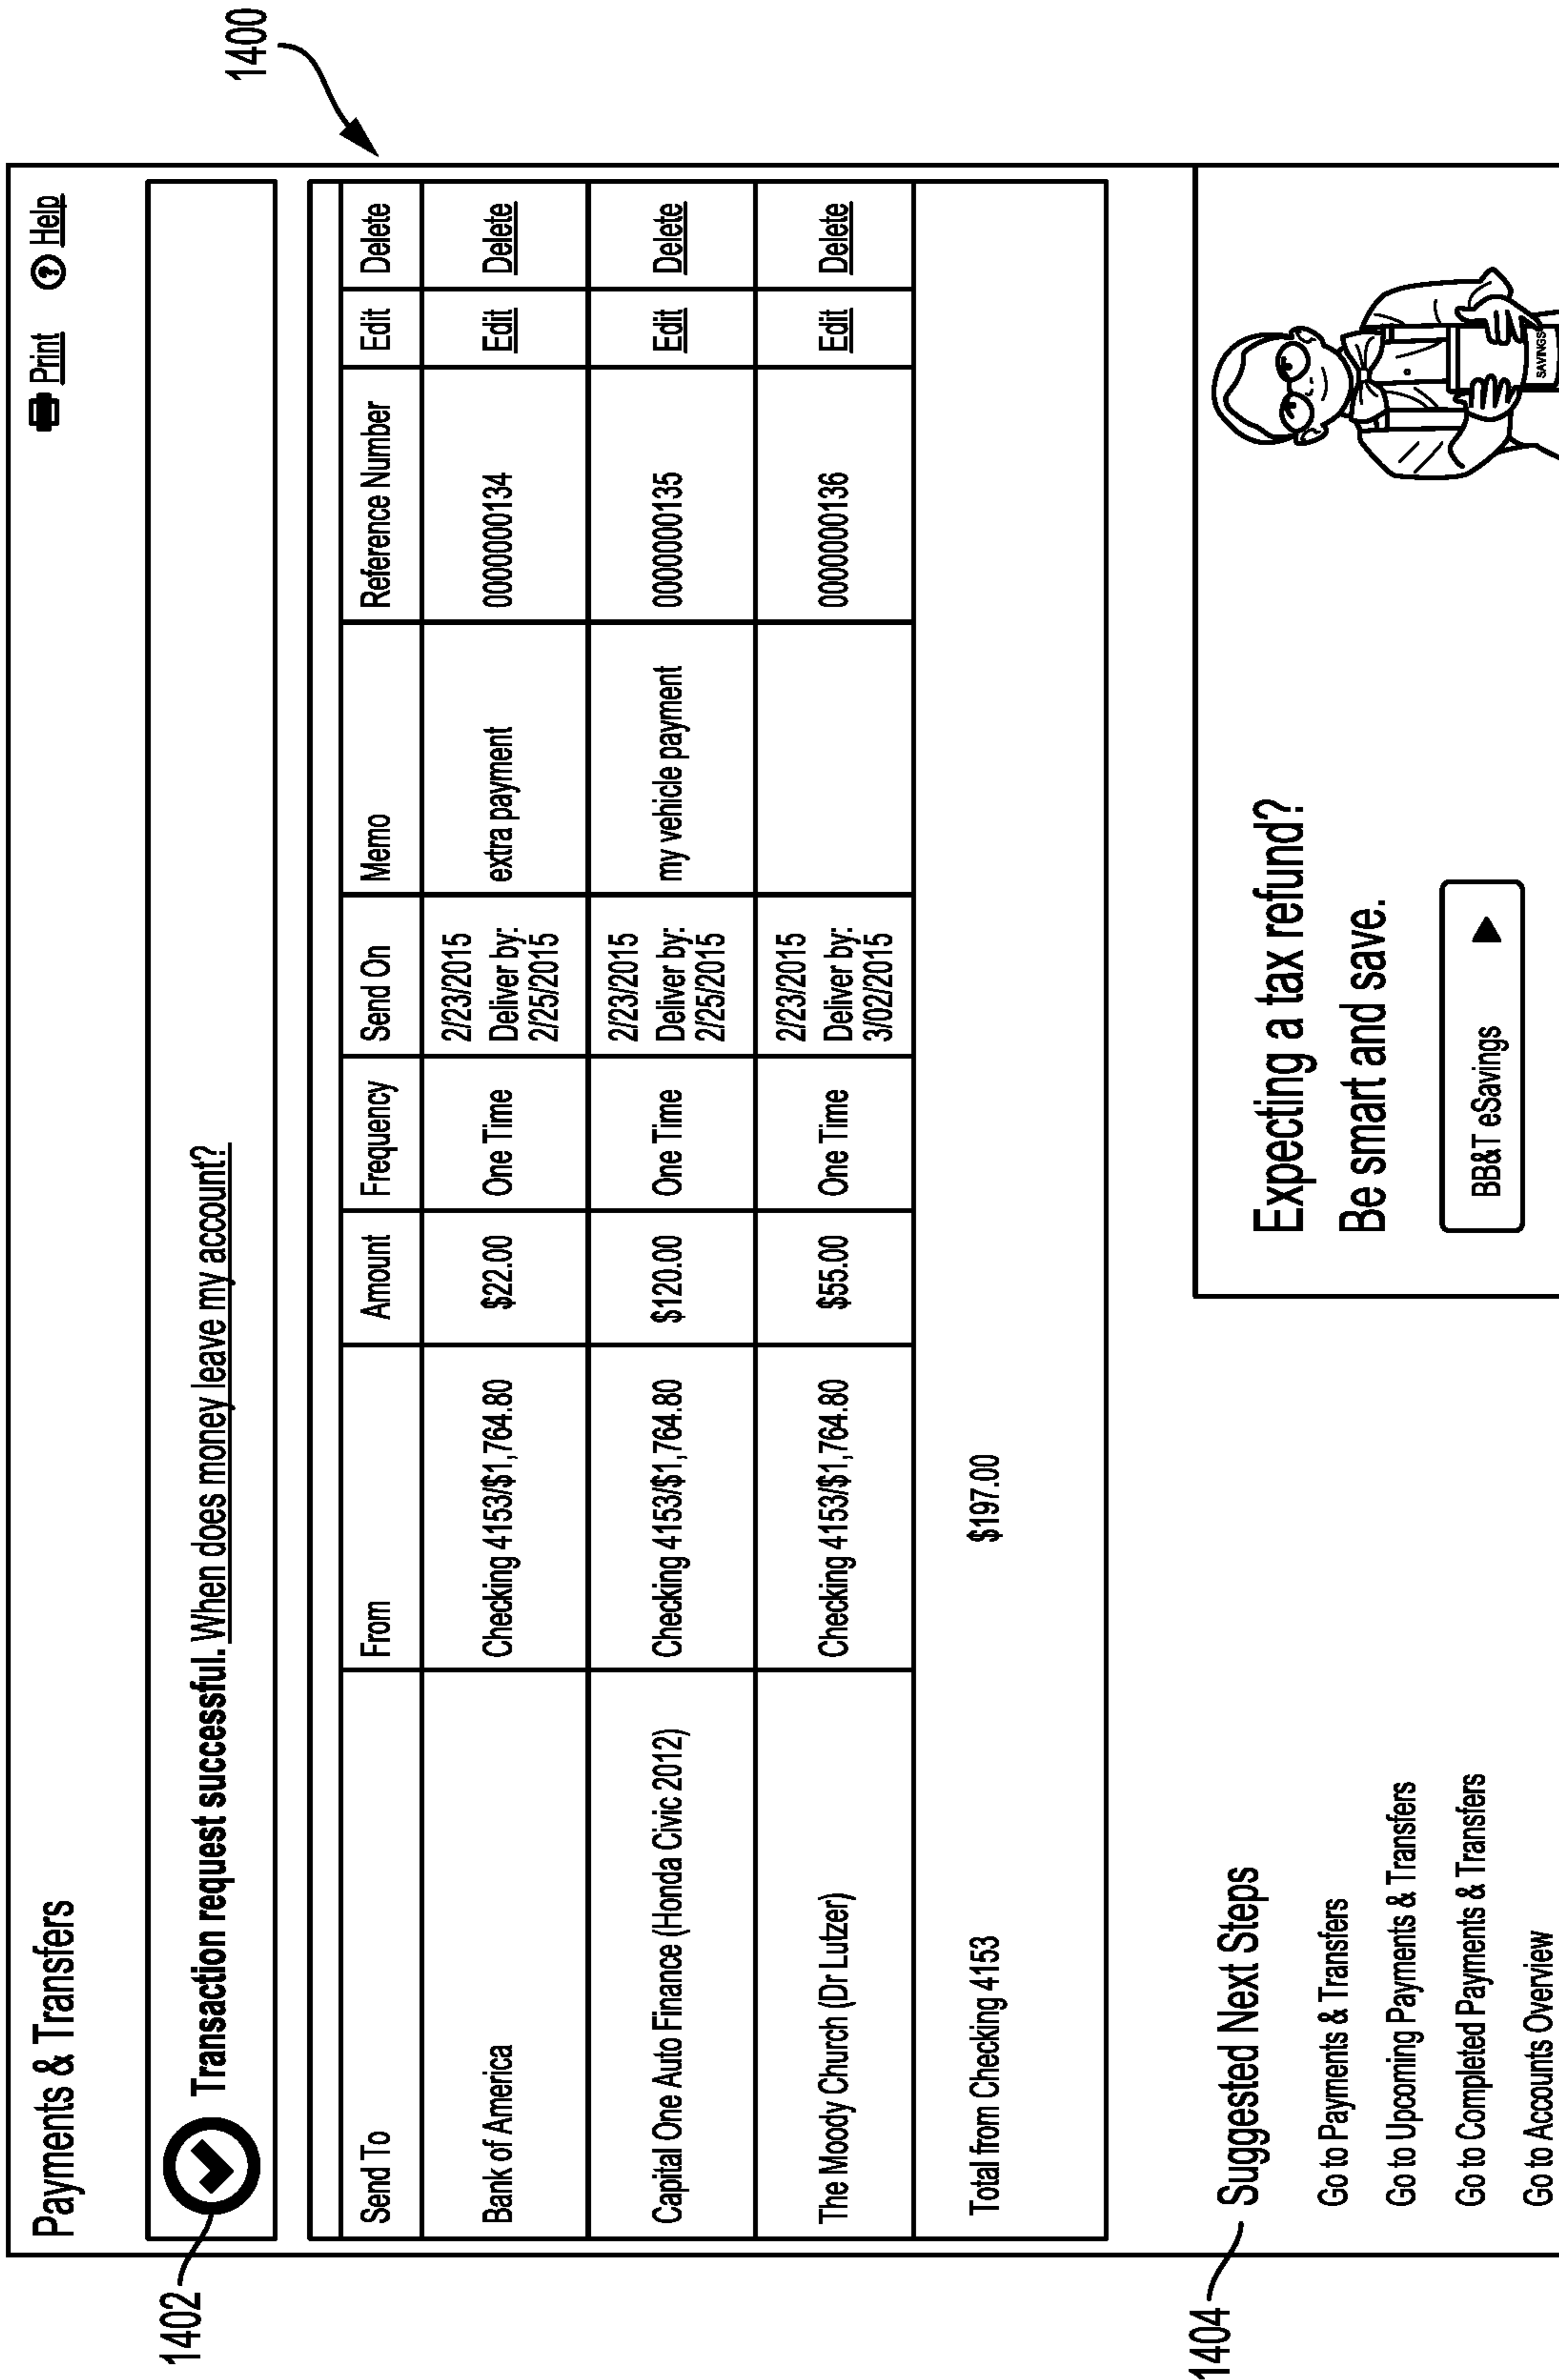 1400
Payments & Transfers
Print ? Help
1402
Transaction request successful. When does money leave my account?
Send To From Amount Frequency Send On Memo Reference Number Edit Delete
Bank of America Checking 4153/$1,764.80 $22.00 One Time 2/23/2015 Deliver by: 2/25/2015 extra payment 0000000134 Edit Delete
Capital One Auto Finance (Honda Civic 2012) Checking 4153/$1,764.80 $120.00 One Time 2/23/2015 Deliver by: 2/25/2015 my vehicle payment 0000000135 Edit Delete
The Moody Church (Dr Lutzer) Checking 4153/$1,764.80 $55.00 One Time 2/23/2015 Deliver by: 3/02/2015 0000000136 Edit Delete
Total from Checking 4153 $197.00
1404
Suggested Next Steps
Go to Payments & Transfers
Go to Upcoming Payments & Transfers
Go to Completed Payments & Transfers
Go to Accounts Overview
Expecting a tax refund?
Be smart and save.
BB&T eSavings
SAVINGS